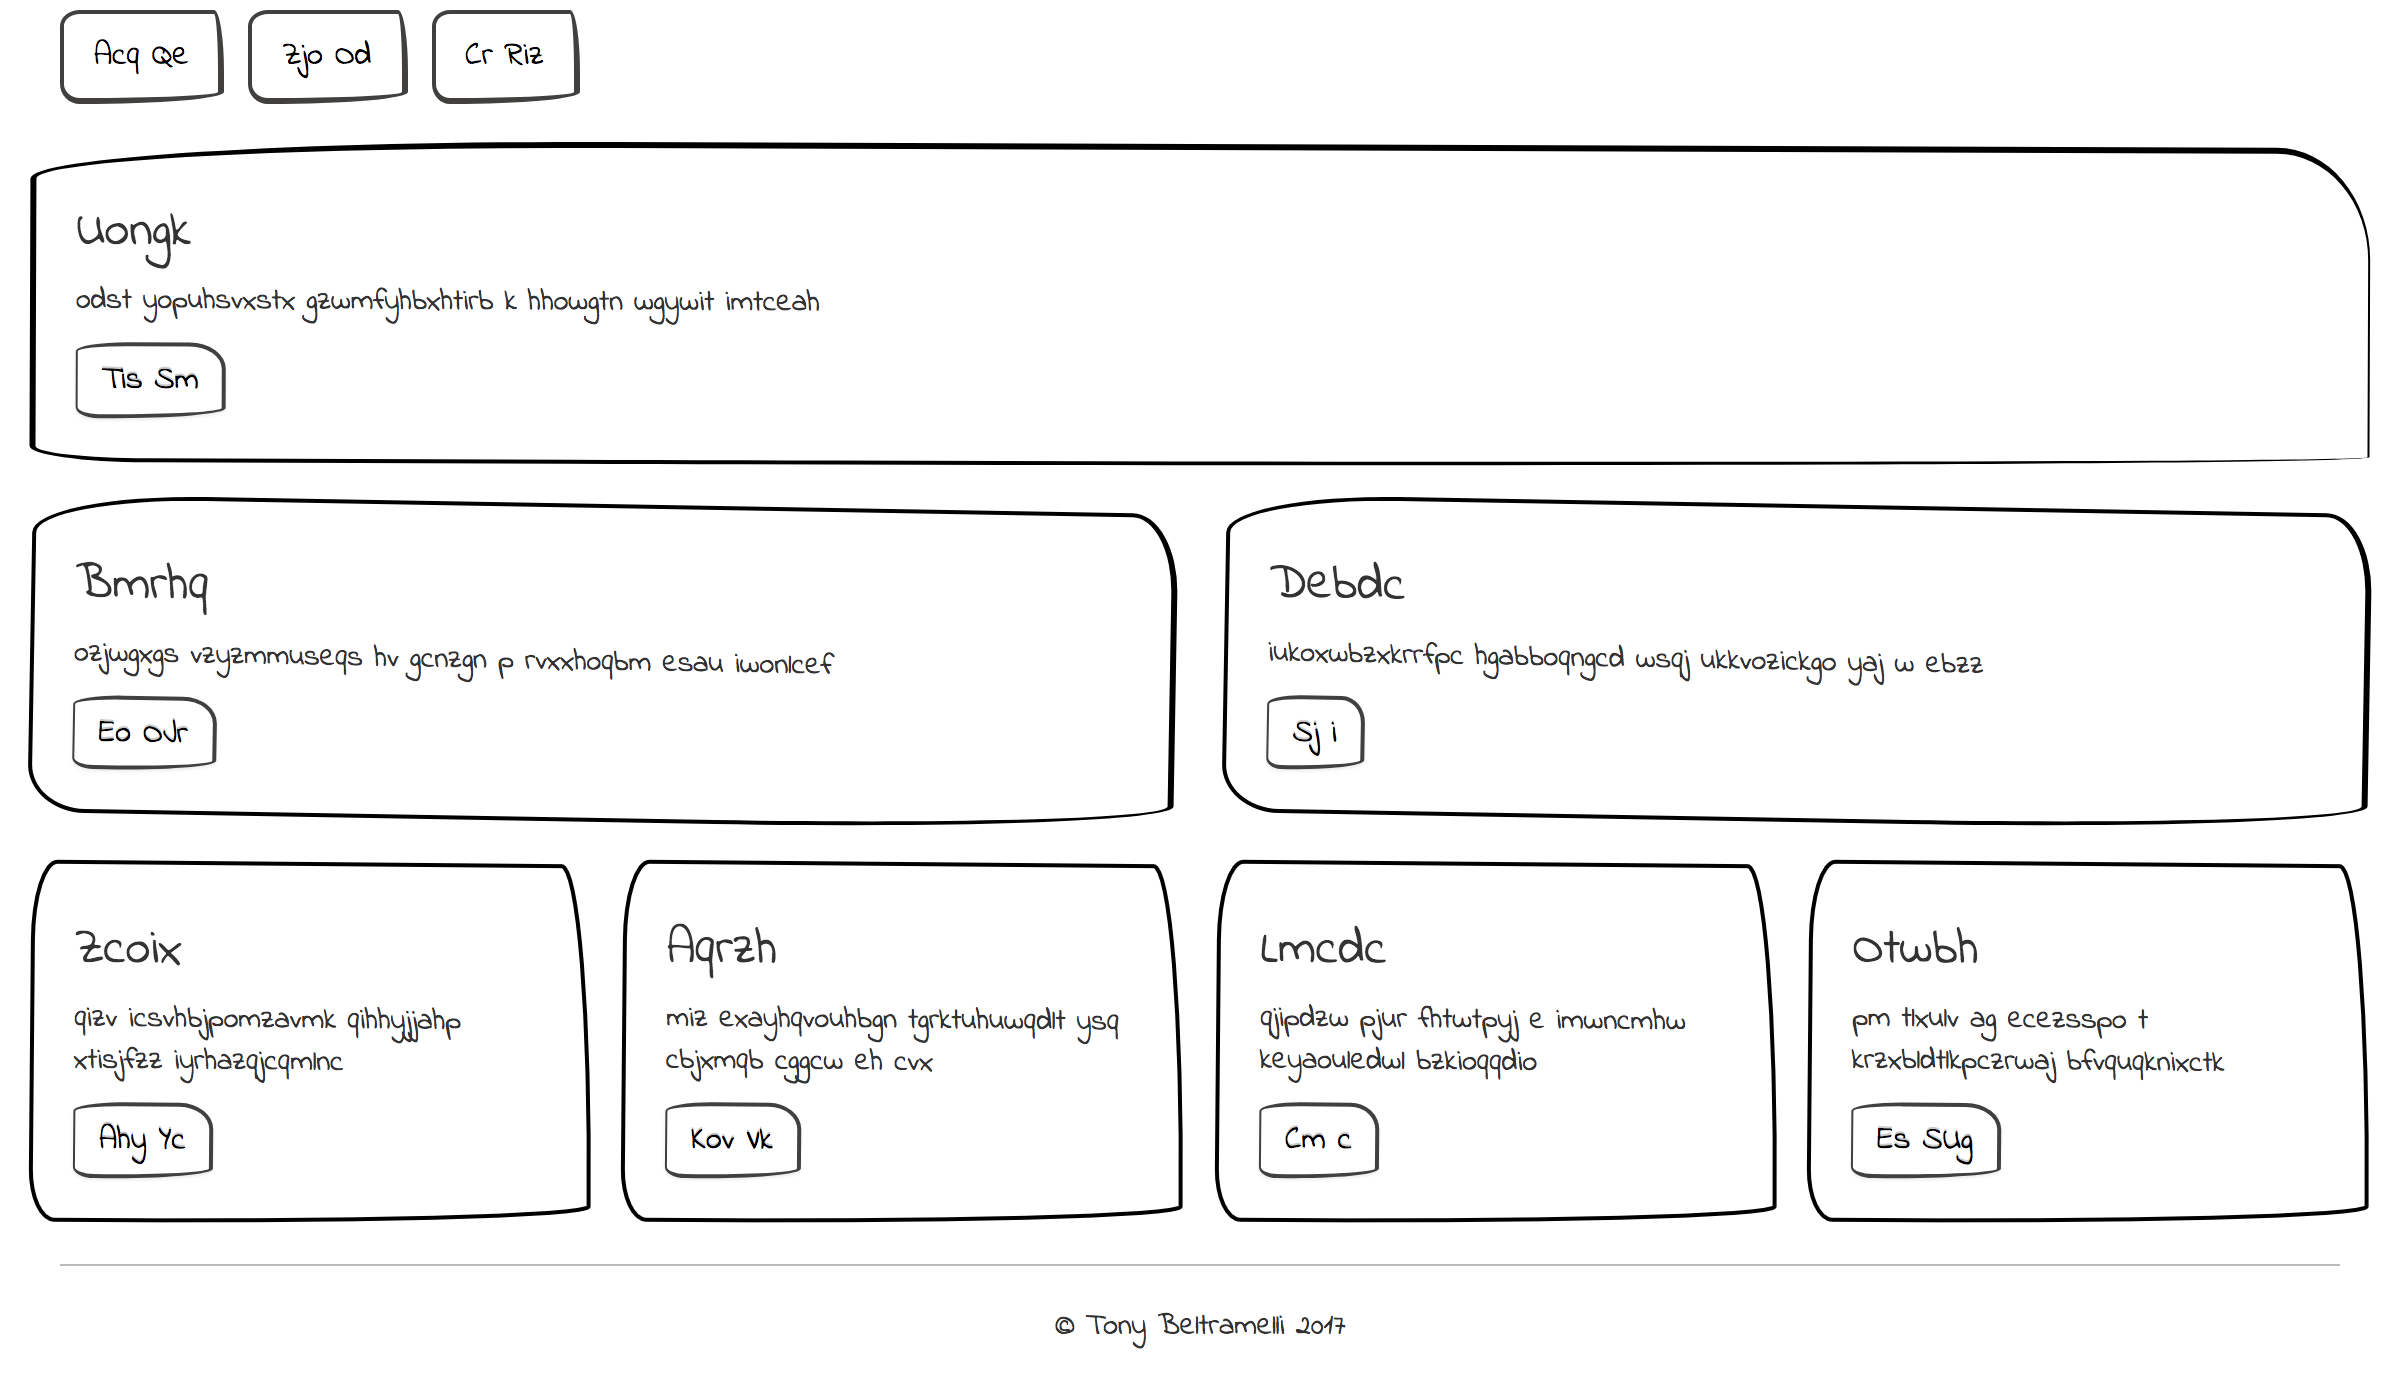 Acq Qe
Zjo Od
Cr Riz
Uongk
odst yopuhsvxstx gzwmfyhbxhtirb k hhowgtn wgywit imtceah
Tis Sm
Bmrhq
ozjwgxgs vzyzmmuseqs hv gcnzgn p rvxxhoqbm esau iwonlcef
Eo OJr
Debdc
iukoxwbzxkrrfpc hgabboqngcd wsqj ukkvozickgo yaj w ebzz
Sj i
Zcoix
qizv icsvhbjpomzavmk qihhyjjahp
xtisjfzz iyrhazqjcqmlnc
Ahy Yc
Aqrzh
miz exayhqvouhbgn tgrktuhuwqdlt ysq
cbjxmqb cggcw eh cvx
Kov Vk
Lmcdc
qjipdzw pjur fhtwtpyj e imwncmhw
keyaouledwl bzkioqqdio
Cm c
Otwbh
pm tlxulv ag ecezsspo t
krzxbldtlkpczrwaj bfvquqknixctk
Es SUg
© Tony Beltramelli 2017